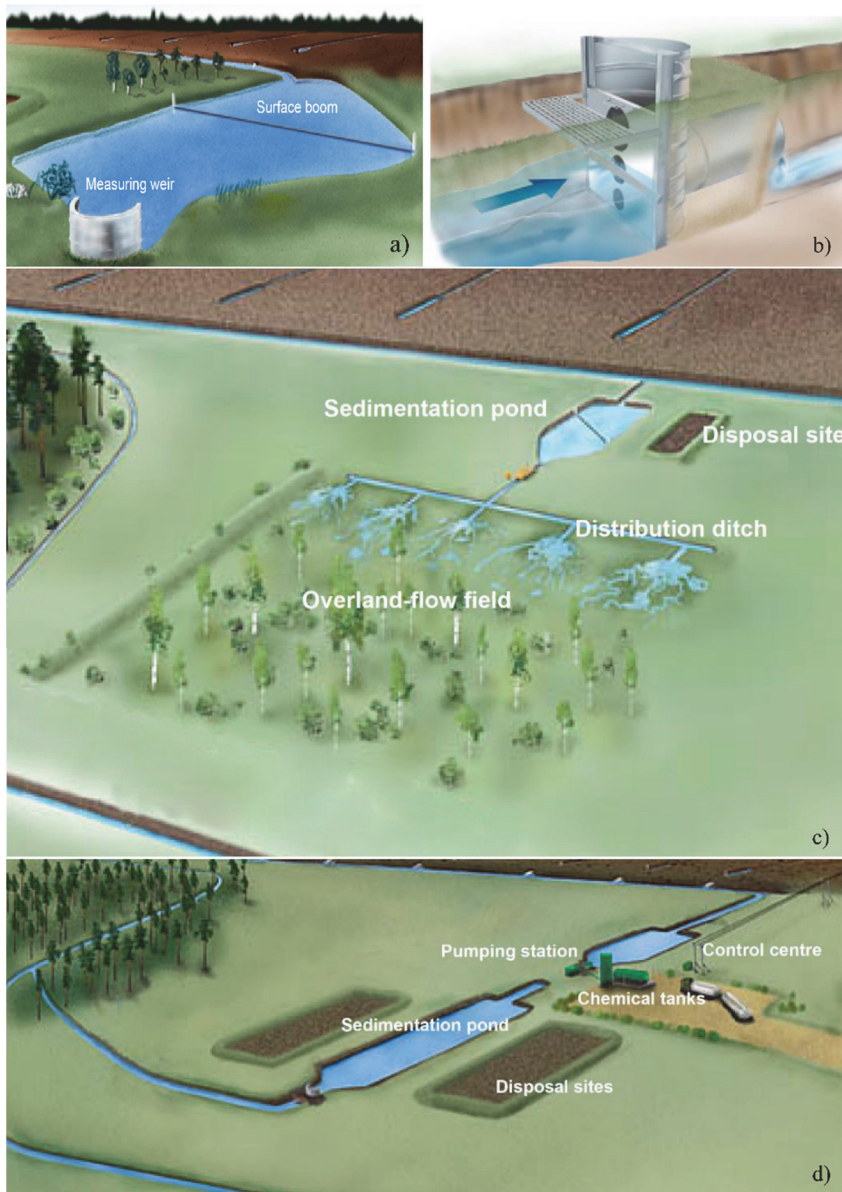 Surface boom
Measuring weir
a)
b)
Sedimentation pond
Disposal site
Distribution ditch
Overland-flow field
c)
Pumping station
Control centre
Chemical tanks
Sedimentation pond
Disposal sites
d)